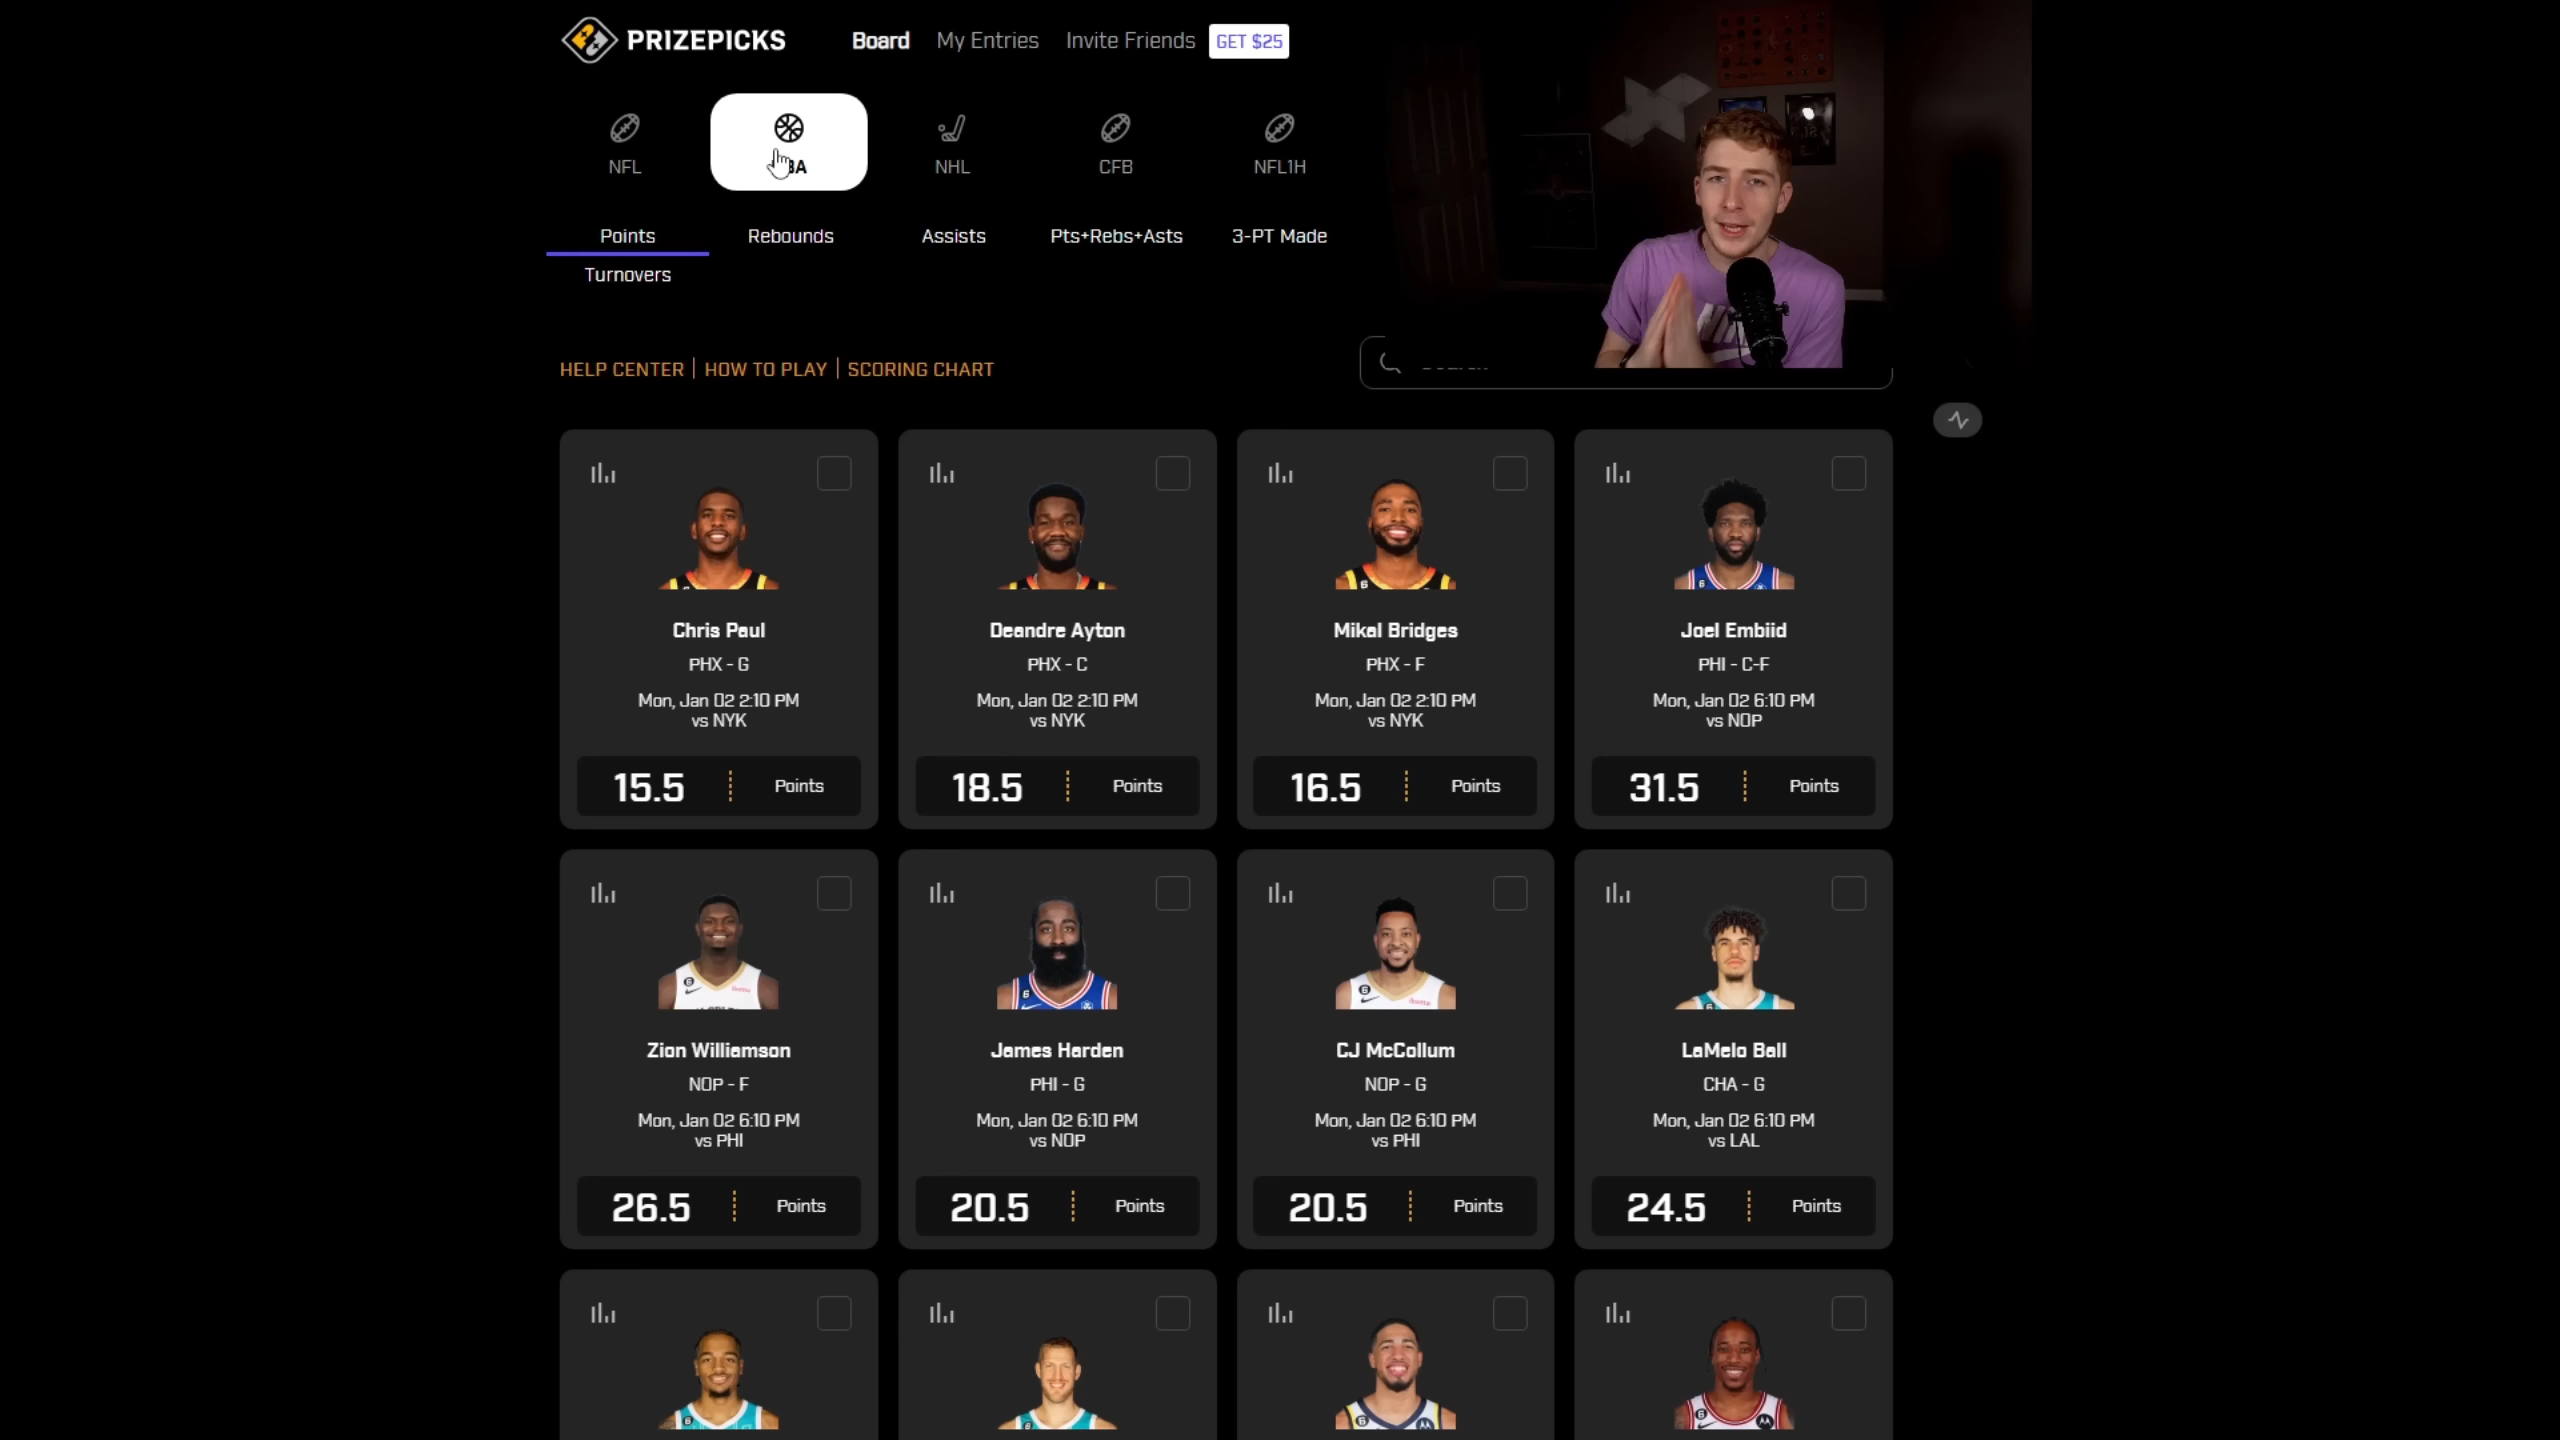 PRIZEPICKS Board My Entries Invite Friends GET $25
NFL NHL CFB NFL1H
Points Rebounds Assists Pts+Rebs+Asts 3-PT Made
Turnovers
HELP CENTER | HOW TO PLAY | SCORING CHART
Chris Paul Deandre Ayton Mikal Bridges Joel Embiid
PHX - G PHX - C PHX - F PHI - C-F
Mon, Jan 02 2:10 PM Mon, Jan 02 2:10 PM Mon, Jan 02 2:10 PM Mon, Jan 02 6:10 PM
vs NYK vs NYK vs NYK vs NOP
15.5 Points 18.5 Points 16.5 Points 31.5 Points
Zion Williamson James Harden CJ McCollum LaMelo Ball
NOP - F PHI - G NOP - G CHA - G
Mon, Jan 02 6:10 PM Mon, Jan 02 6:10 PM Mon, Jan 02 6:10 PM Mon, Jan 02 6:10 PM
vs PHI vs NOP vs PHI vs LAL
26.5 Points 20.5 Points 20.5 Points 24.5 Points